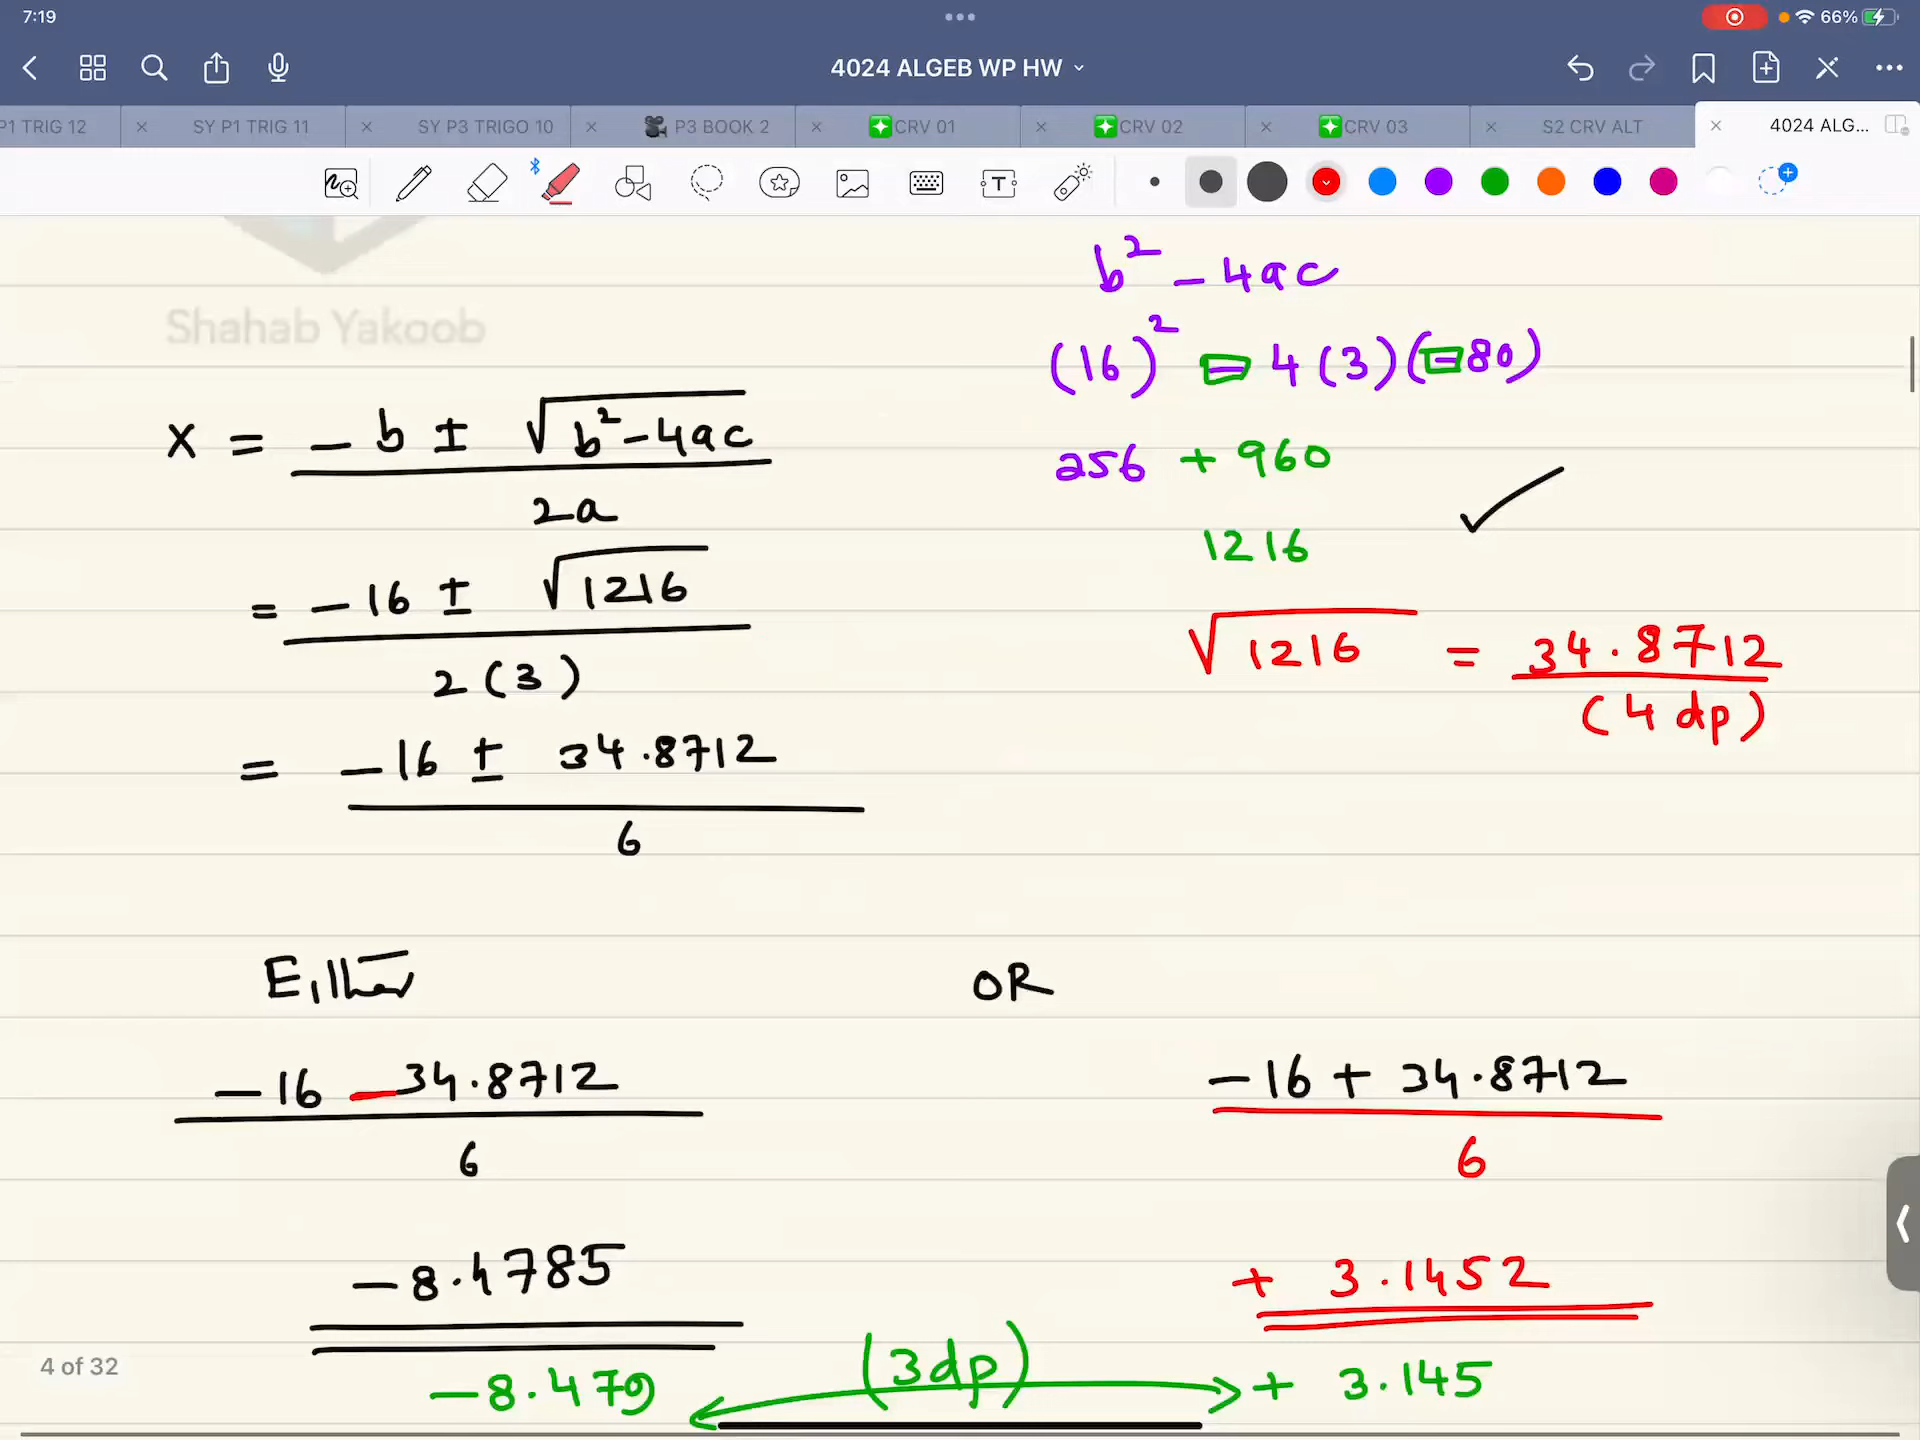 7:19
66%
4024 ALGEB WP HW
P1 TRIG 12
SY P1 TRIG 11
SY P3 TRIGO 10
P3 BOOK 2
CRV 01
CRV 02
CRV 03
S2 CRV ALT
4024 ALG...
Shahab Yakoob
x = (-b ± √(b² - 4ac)) / 2a
= (-16 ± √1216) / 2(3)
= (-16 ± 34.8712) / 6
b² - 4ac
(16)² - 4(3)(-80)
256 + 960
1216
√1216 = 34.8712
(4 dp)
Either
(-16 - 34.8712) / 6
-8.4785
-8.479
(3dp)
OR
(-16 + 34.8712) / 6
+ 3.1452
+ 3.145
4 of 32